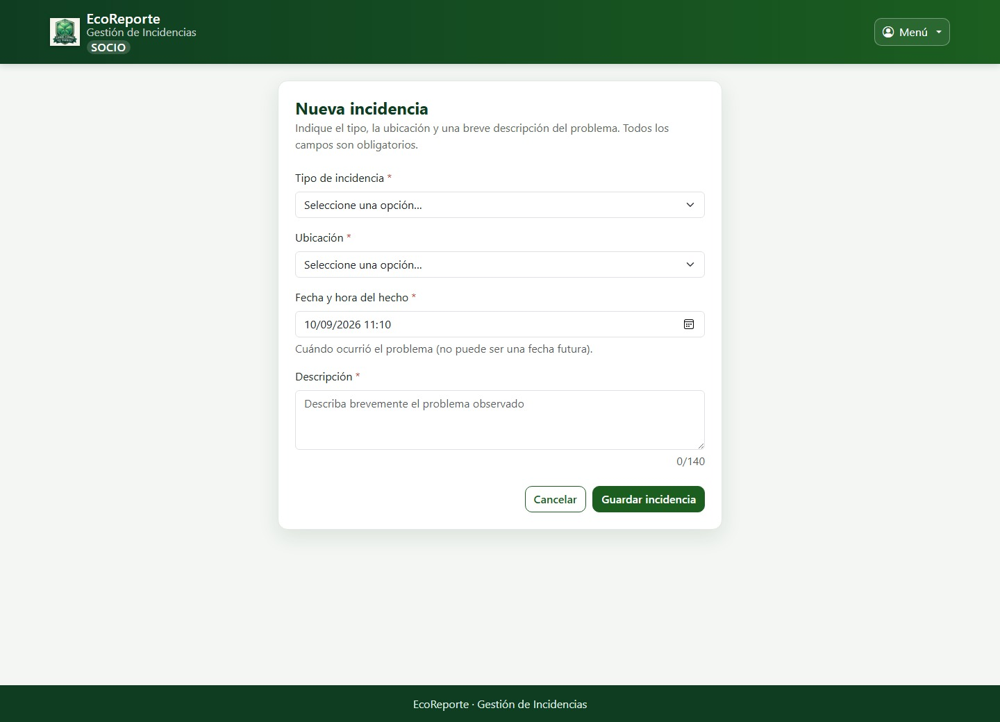 EcoReporte
Gestión de Incidencias
SOCIO
Menú
Nueva incidencia
Indique el tipo, la ubicación y una breve descripción del problema. Todos los
campos son obligatorios.
Tipo de incidencia *
Seleccione una opción...
Ubicación *
Seleccione una opción...
Fecha y hora del hecho *
10/09/2026 11:10
Cuándo ocurrió el problema (no puede ser una fecha futura).
Descripción *
Describa brevemente el problema observado
0/140
Cancelar
Guardar incidencia
EcoReporte · Gestión de Incidencias